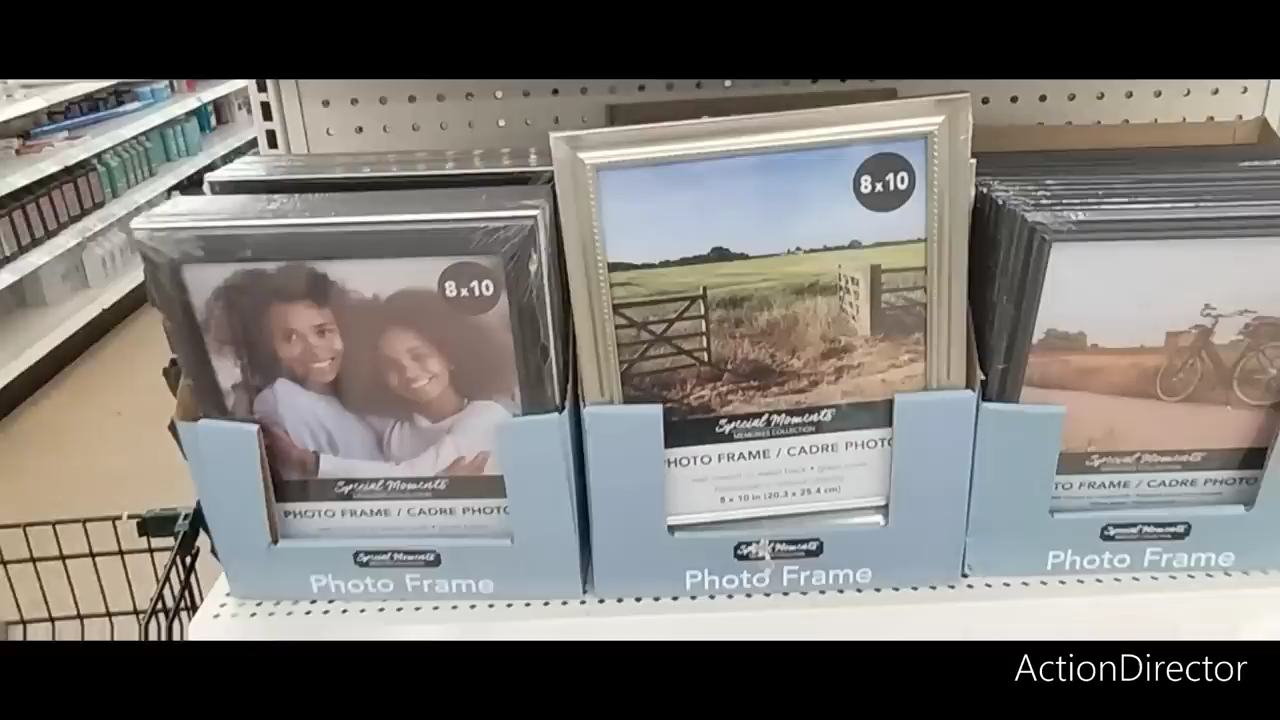 8x10
Special Moments
PHOTO FRAME / CADRE PHOTO
Special Moments
Photo Frame
8x10
Special Moments
MEMORIES COLLECTION
PHOTO FRAME / CADRE PHOTO
8 x 10 in (20.3 x 25.4 cm)
Special Moments
Photo Frame
Special Moments
TO FRAME / CADRE PHOTO
Special Moments
Photo Frame
ActionDirector